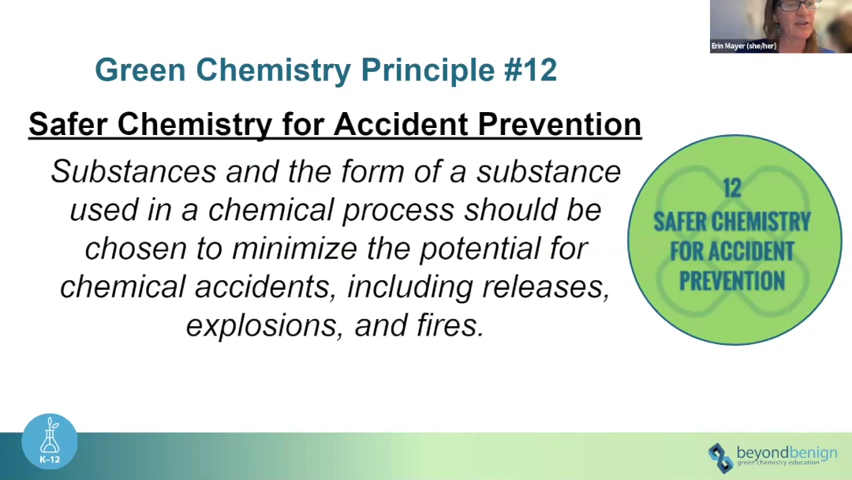 Erin Mayer (she/her)
Green Chemistry Principle #12
Safer Chemistry for Accident Prevention
Substances and the form of a substance
used in a chemical process should be
chosen to minimize the potential for
chemical accidents, including releases,
explosions, and fires.
12
SAFER CHEMISTRY
FOR ACCIDENT
PREVENTION
K–12
beyondbenign
green chemistry education